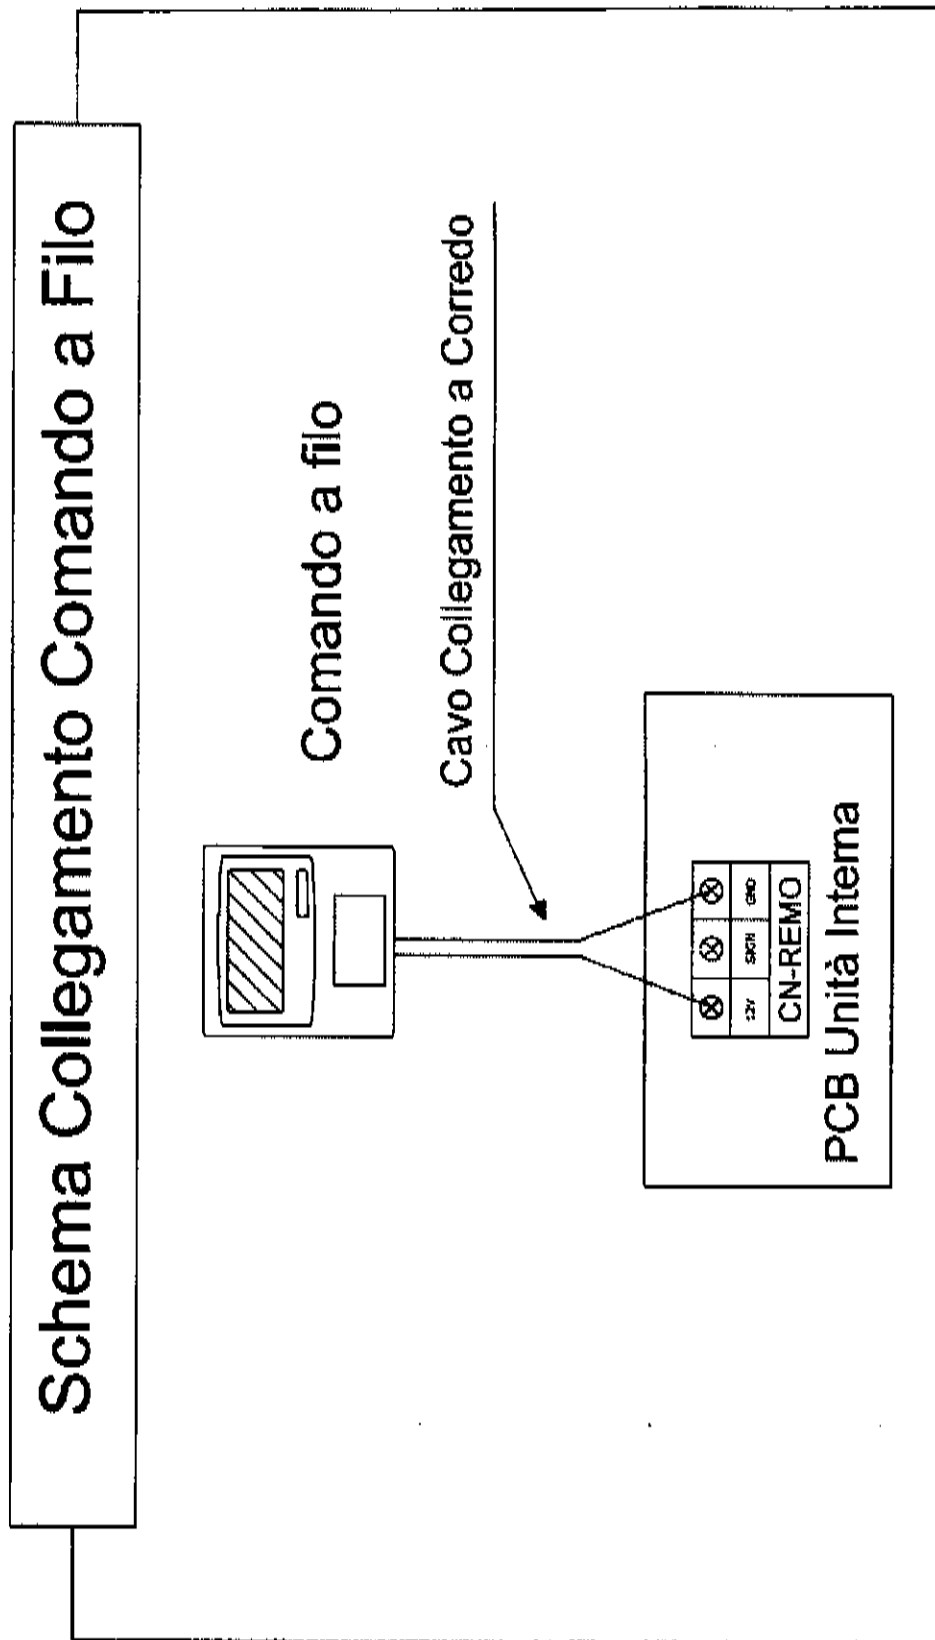 Schema Collegamento Comando a Filo
Comando a filo
Cavo Collegamento a Corredo
12V SIGN GND
CN-REMO
PCB Unità Interna